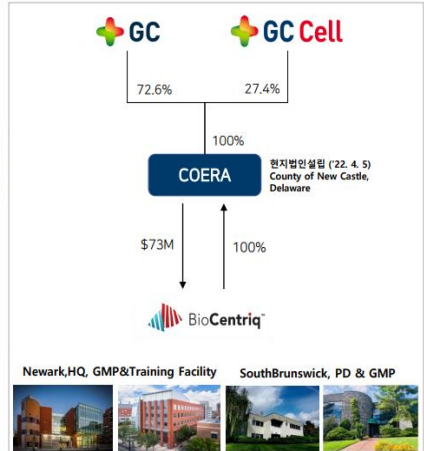 GC
GC Cell
72.6%
27.4%
100%
COERA
현지법인설립 ('22. 4. 5)
County of New Castle,
Delaware
$73M
100%
BioCentriq™
Newark,HQ, GMP&Training Facility
SouthBrunswick, PD & GMP